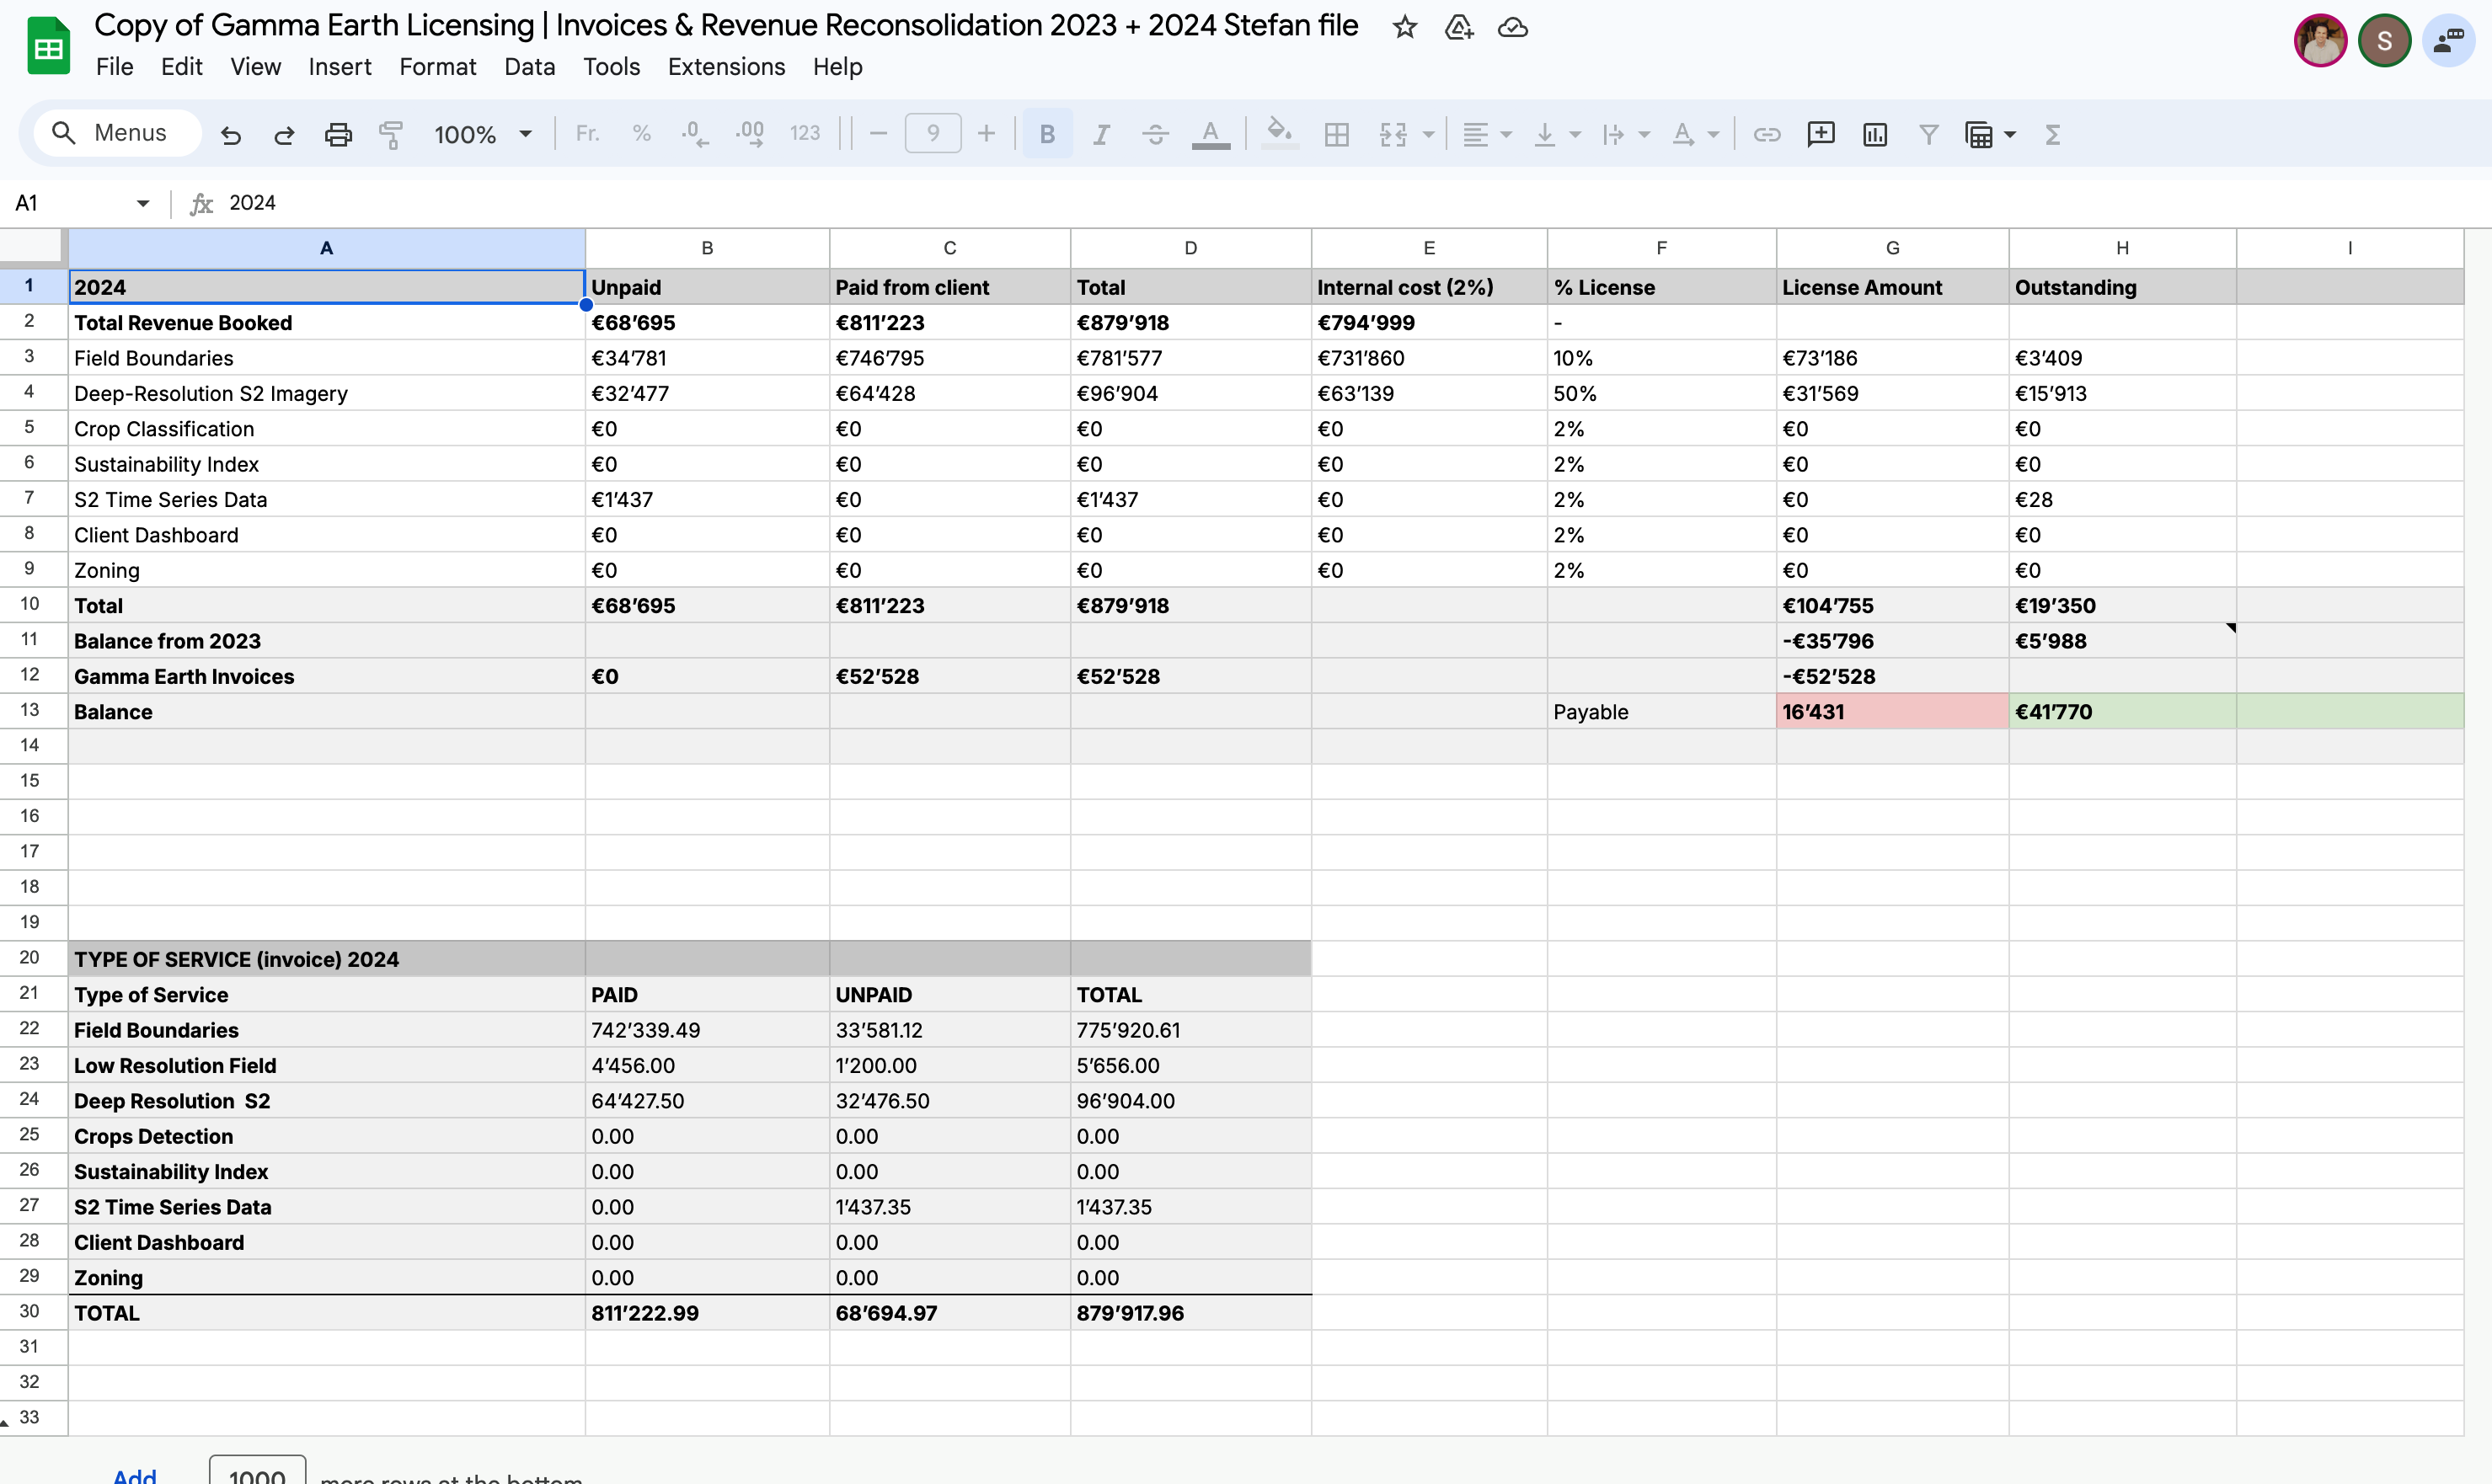 Copy of Gamma Earth Licensing | Invoices & Revenue Reconsolidation 2023 + 2024 Stefan file
S
File Edit View Insert Format Data Tools Extensions Help
Menus 100% Fr. % .0 .00 123 9 B I S A A Σ
A1 fx 2024
A B C D E F G H I
1 2024 Unpaid Paid from client Total Internal cost (2%) % License License Amount Outstanding
2 Total Revenue Booked €68’695 €811’223 €879’918 €794’999 -
3 Field Boundaries €34’781 €746’795 €781’577 €731’860 10% €73’186 €3’409
4 Deep-Resolution S2 Imagery €32’477 €64’428 €96’904 €63’139 50% €31’569 €15’913
5 Crop Classification €0 €0 €0 €0 2% €0 €0
6 Sustainability Index €0 €0 €0 €0 2% €0 €0
7 S2 Time Series Data €1’437 €0 €1’437 €0 2% €0 €28
8 Client Dashboard €0 €0 €0 €0 2% €0 €0
9 Zoning €0 €0 €0 €0 2% €0 €0
10 Total €68’695 €811’223 €879’918 €104’755 €19’350
11 Balance from 2023 -€35’796 €5’988
12 Gamma Earth Invoices €0 €52’528 €52’528 -€52’528
13 Balance Payable 16’431 €41’770
14
15
16
17
18
19
20 TYPE OF SERVICE (invoice) 2024
21 Type of Service PAID UNPAID TOTAL
22 Field Boundaries 742’339.49 33’581.12 775’920.61
23 Low Resolution Field 4’456.00 1’200.00 5’656.00
24 Deep Resolution  S2 64’427.50 32’476.50 96’904.00
25 Crops Detection 0.00 0.00 0.00
26 Sustainability Index 0.00 0.00 0.00
27 S2 Time Series Data 0.00 1’437.35 1’437.35
28 Client Dashboard 0.00 0.00 0.00
29 Zoning 0.00 0.00 0.00
30 TOTAL 811’222.99 68’694.97 879’917.96
31
32
33
Add 1000 more rows at the bottom